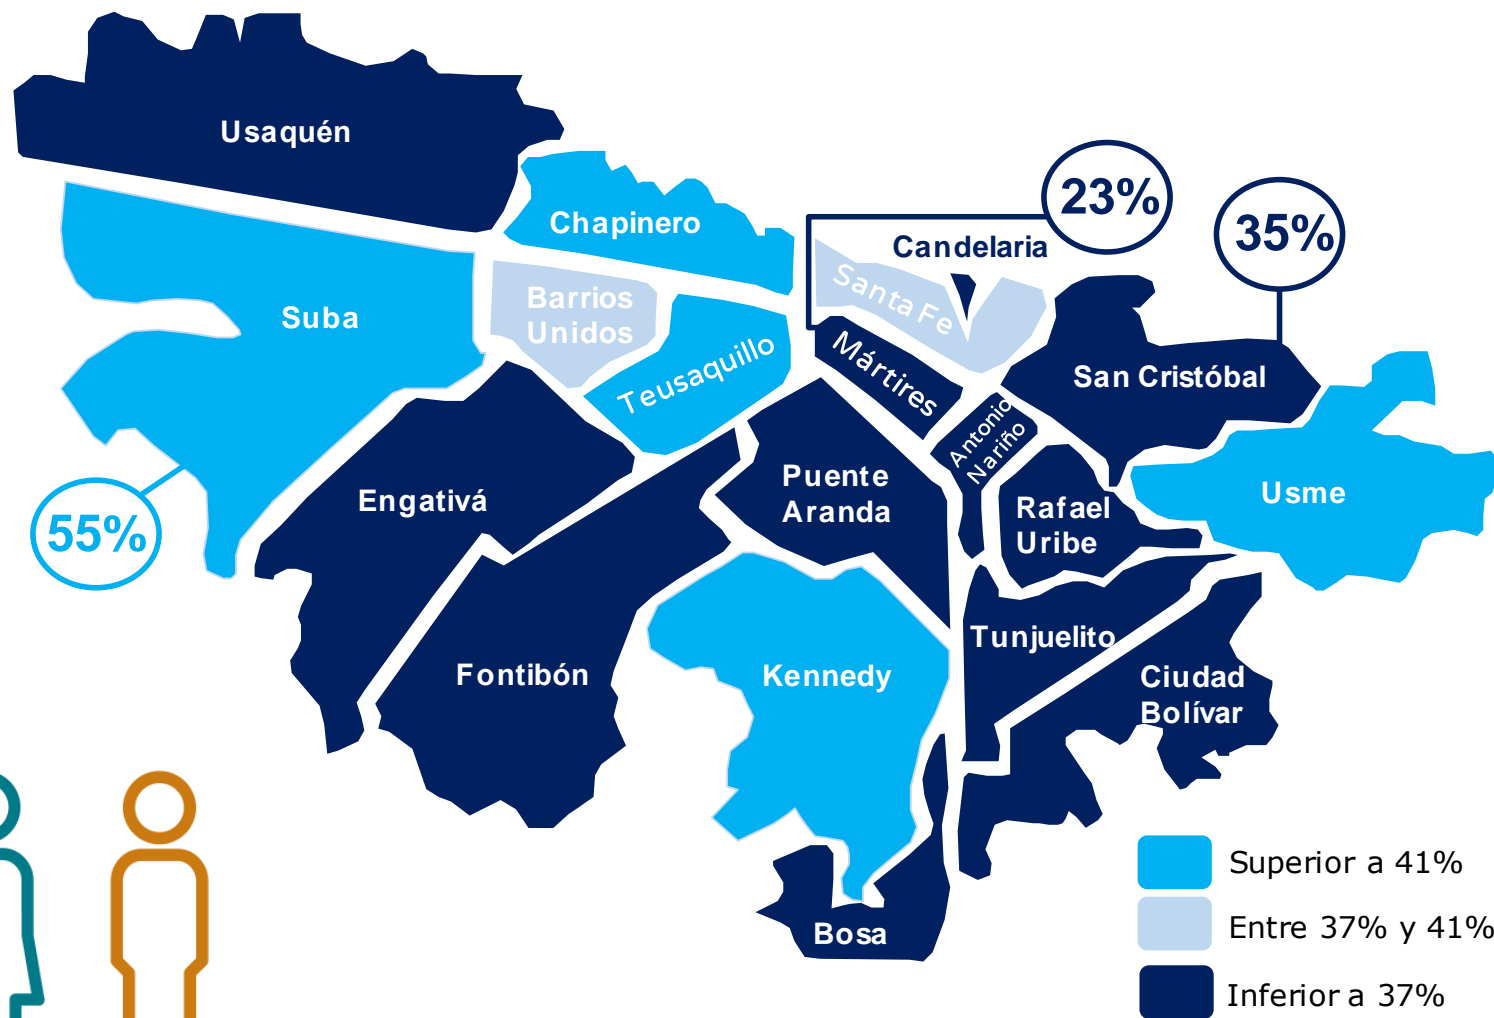 Usaquén
Chapinero
23%
35%
Candelaria
Santa Fe
Barrios
Unidos
Suba
Teusaquillo
Mártires
San Cristóbal
Antonio
Nariño
Puente
Aranda
Engativá
Rafael
Uribe
Usme
55%
Tunjuelito
Fontibón
Kennedy
Ciudad
Bolívar
Bosa
Superior a 41%
Entre 37% y 41%
Inferior a 37%